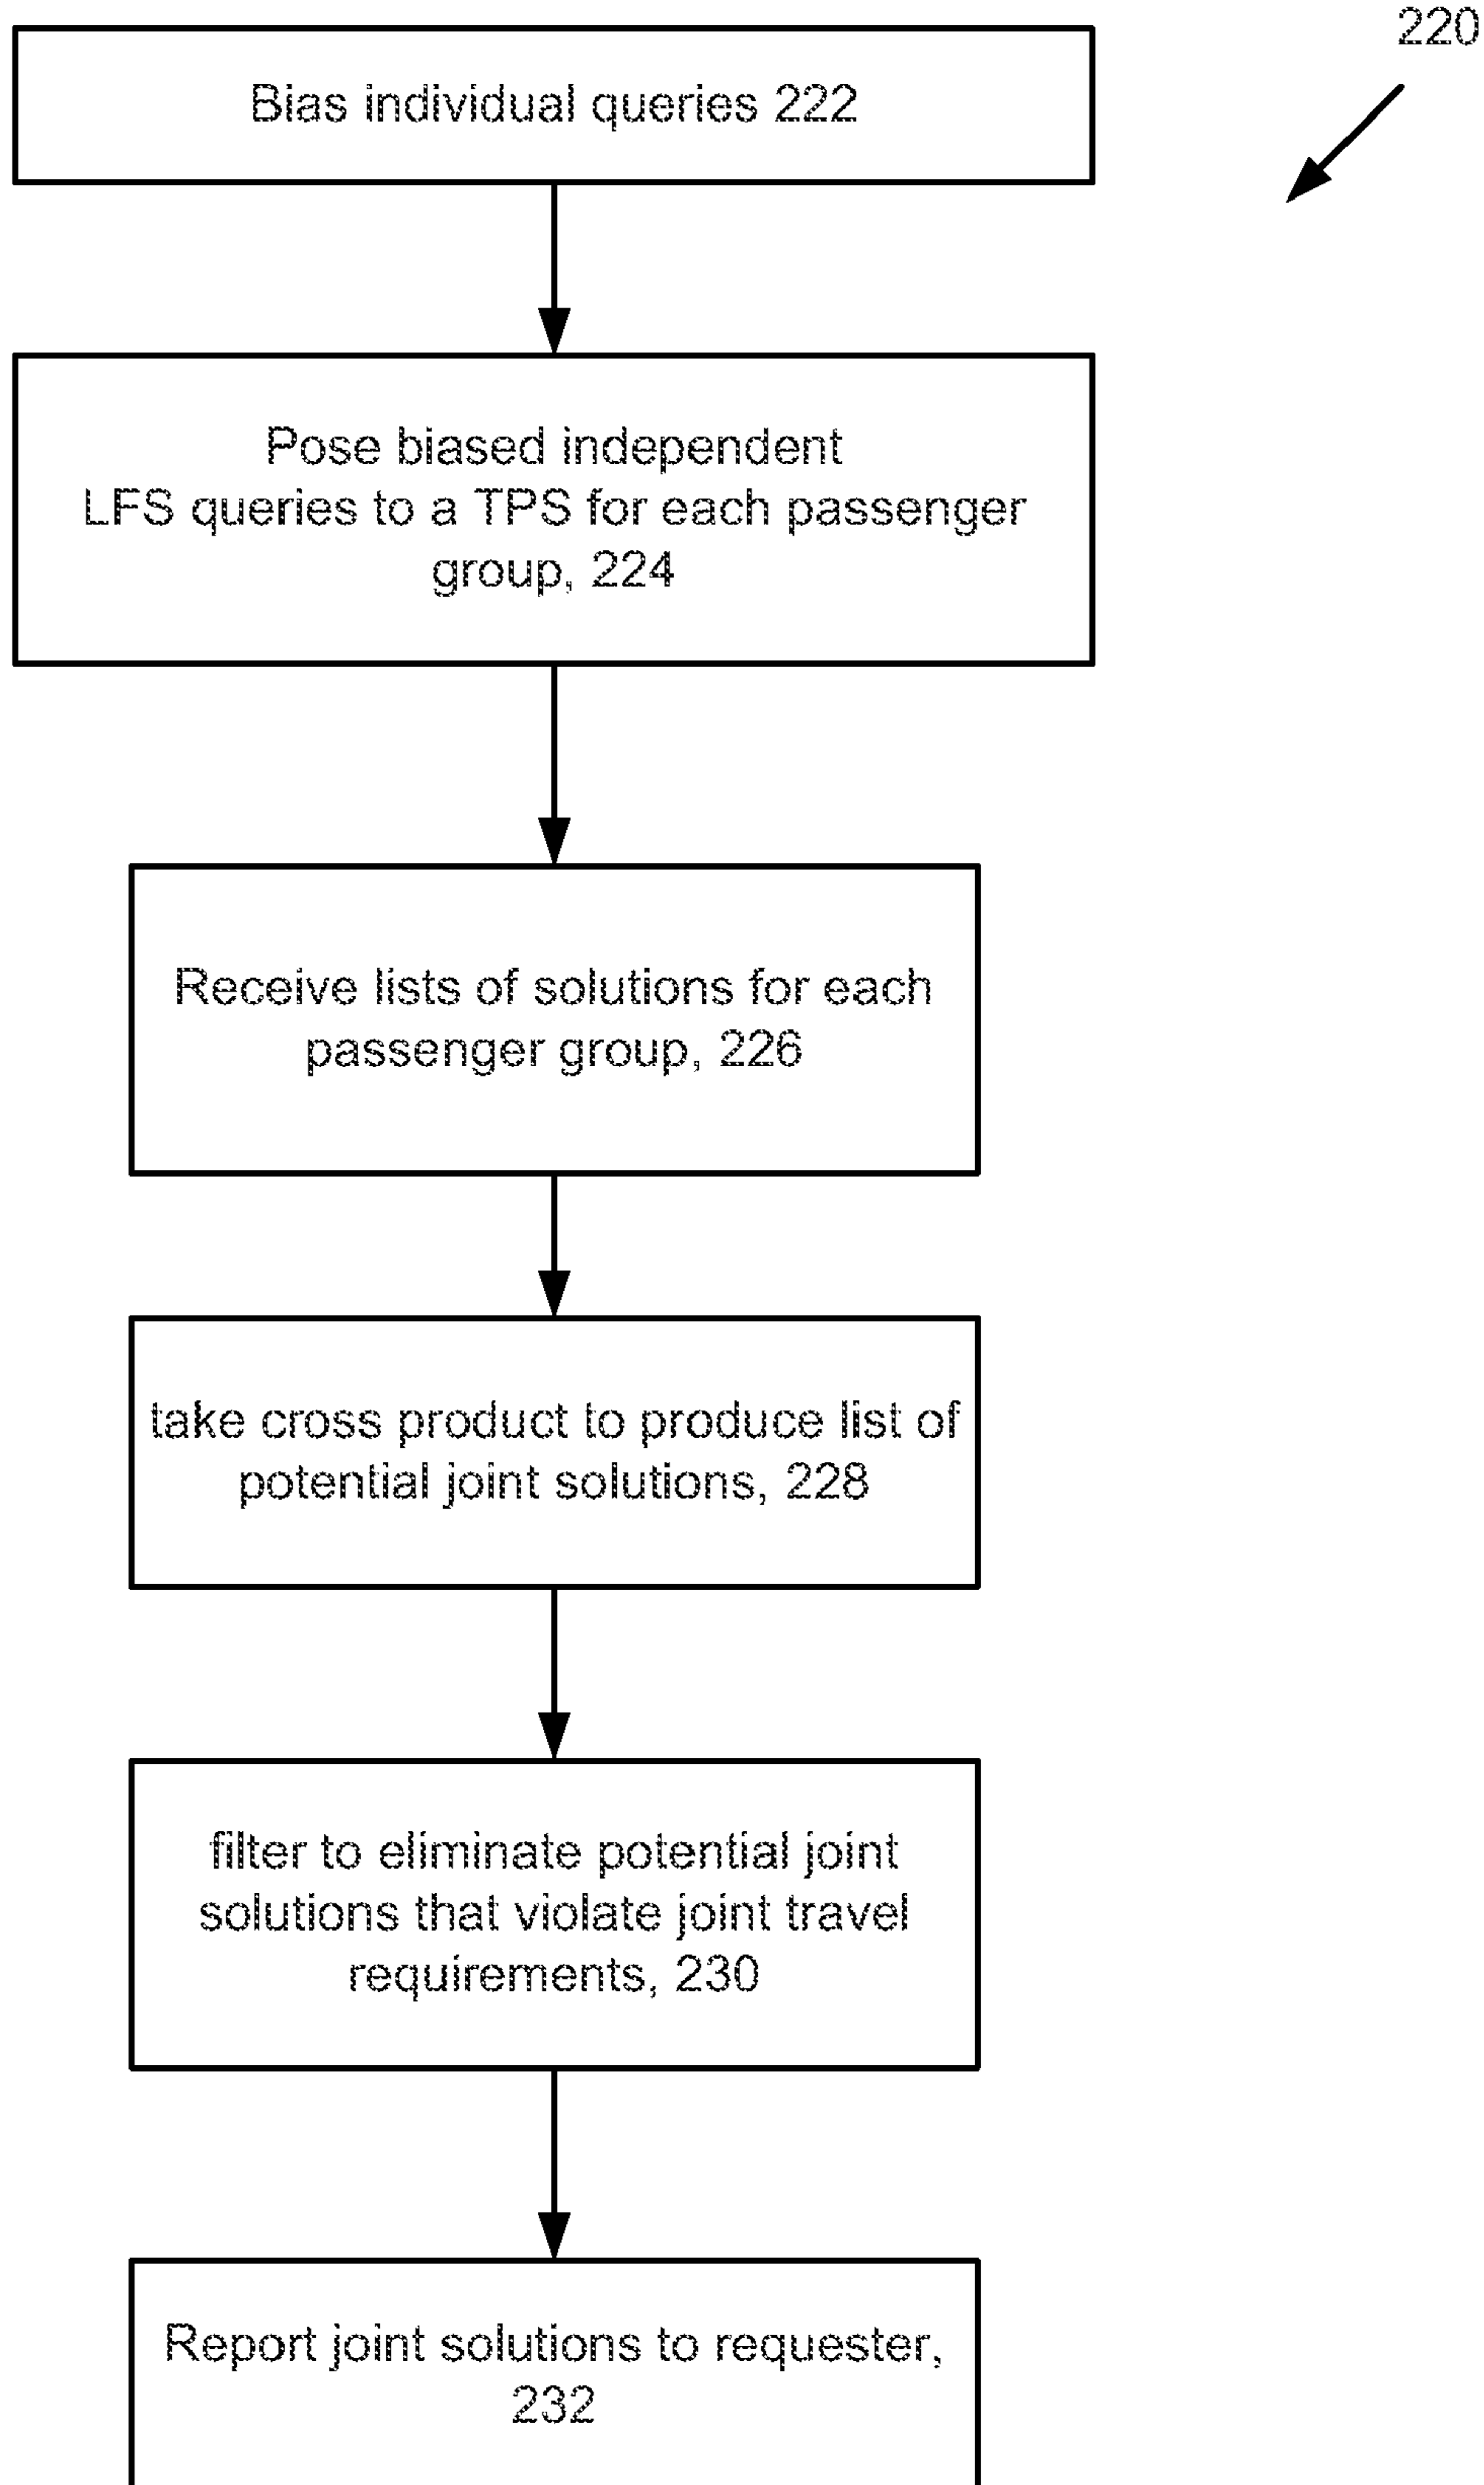 220
Bias individual queries 222
Pose biased independent
LFS queries to a TPS for each passenger
group, 224
Receive lists of solutions for each
passenger group, 226
take cross product to produce list of
potential joint solutions, 228
filter to eliminate potential joint
solutions that violate joint travel
requirements, 230
Report joint solutions to requester,
232